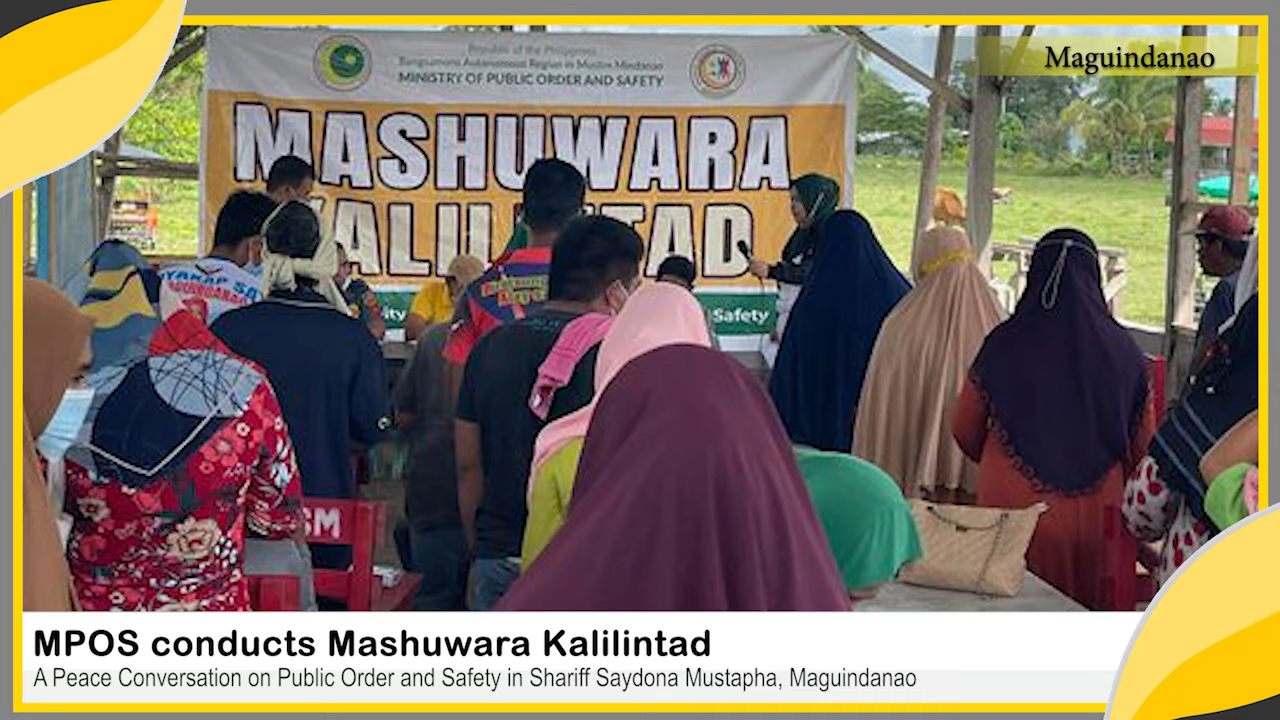 Maguindanao
Republic of the Philippines
Bangsamoro Autonomous Region in Muslim Mindanao
MINISTRY OF PUBLIC ORDER AND SAFETY
MASHUWARA
KALILINTAD
Safety
SM
MPOS conducts Mashuwara Kalilintad
A Peace Conversation on Public Order and Safety in Shariff Saydona Mustapha, Maguindanao